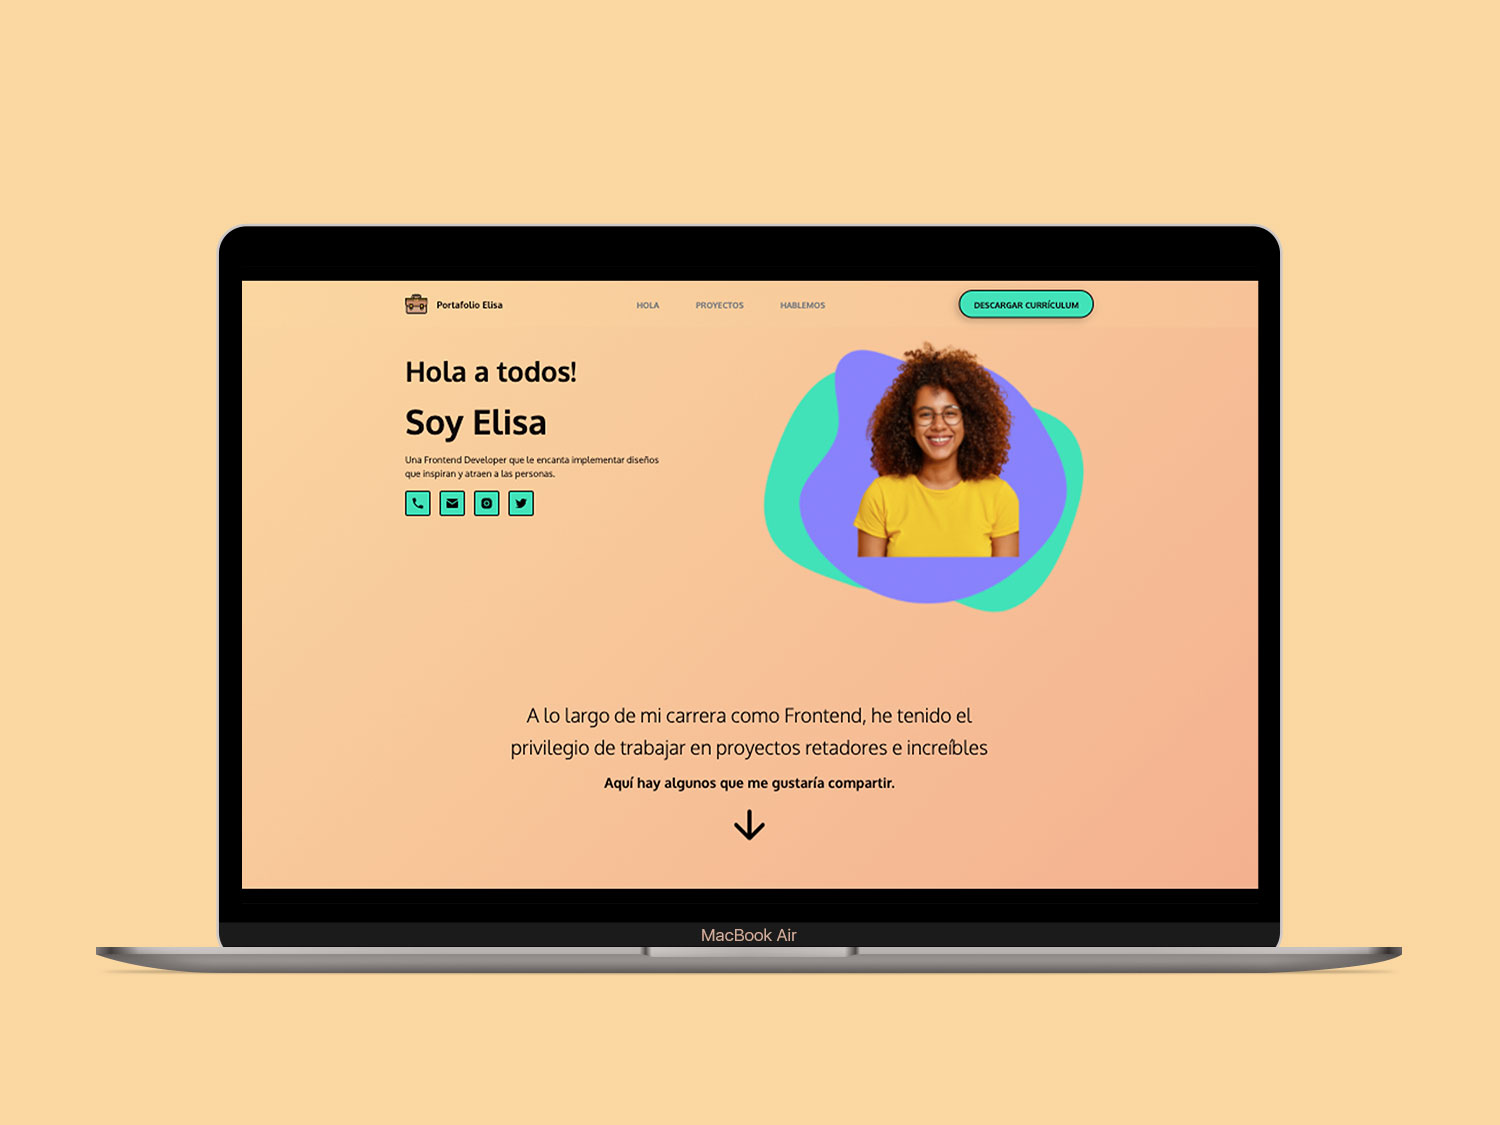 Portafolio Elisa
HOLA
PROYECTOS
HABLEMOS
DESCARGAR CURRÍCULUM
Hola a todos!
Soy Elisa
Una Frontend Developer que le encanta implementar diseños
que inspiran y atraen a las personas.
A lo largo de mi carrera como Frontend, he tenido el
privilegio de trabajar en proyectos retadores e increíbles
Aquí hay algunos que me gustaría compartir.
MacBook Air